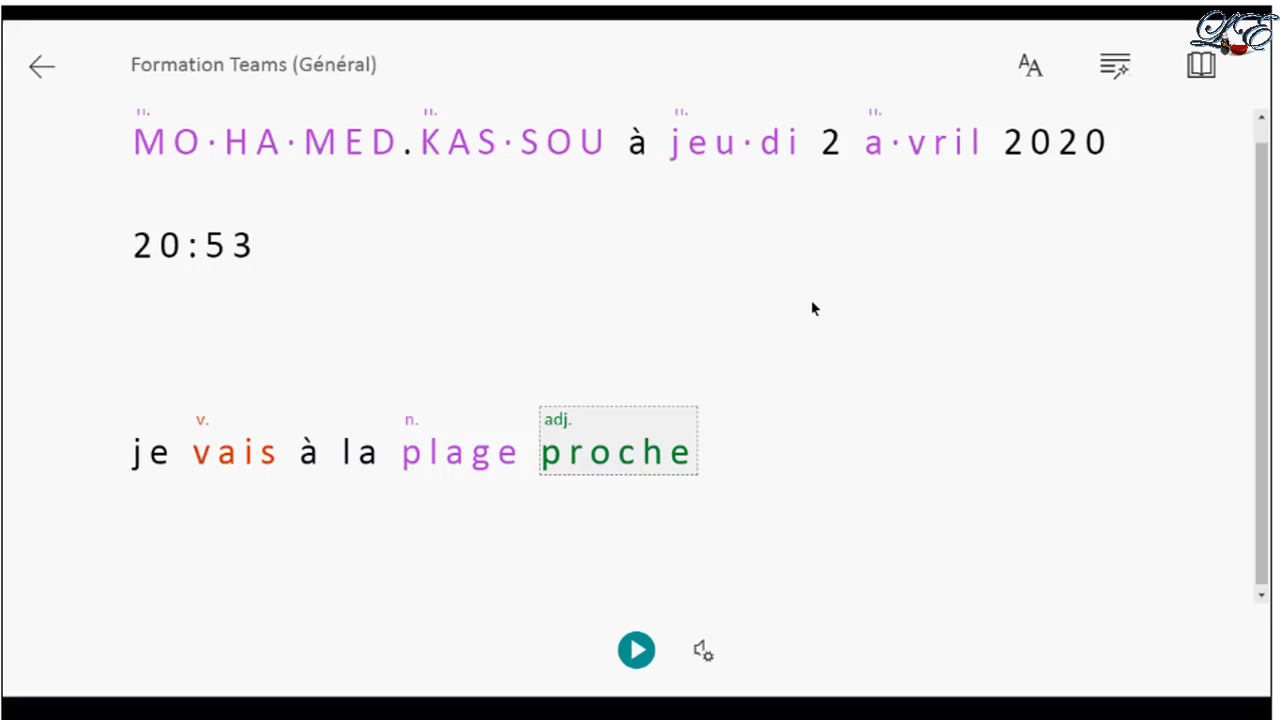 Formation Teams (Général)
n. n. n. n.
MO·HA·MED.KAS·SOU à jeu·di 2 a·vril 2020
20:53
v. n. adj.
je vais à la plage proche